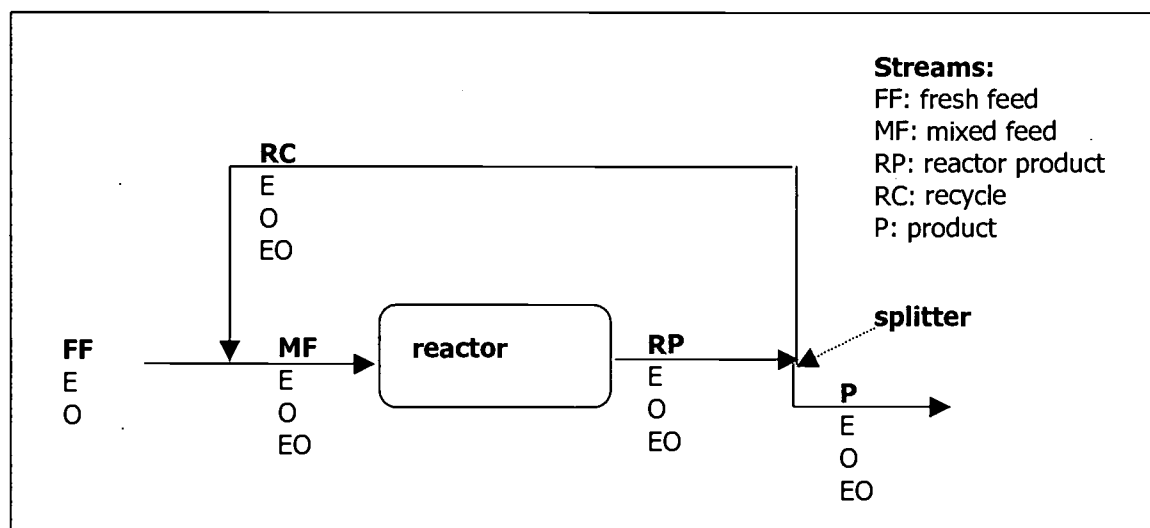 Streams:
FF: fresh feed
MF: mixed feed
RP: reactor product
RC: recycle
P: product
RC
E
O
EO
splitter
FF
E
O
MF
E
O
EO
reactor
RP
E
O
EO
P
E
O
EO